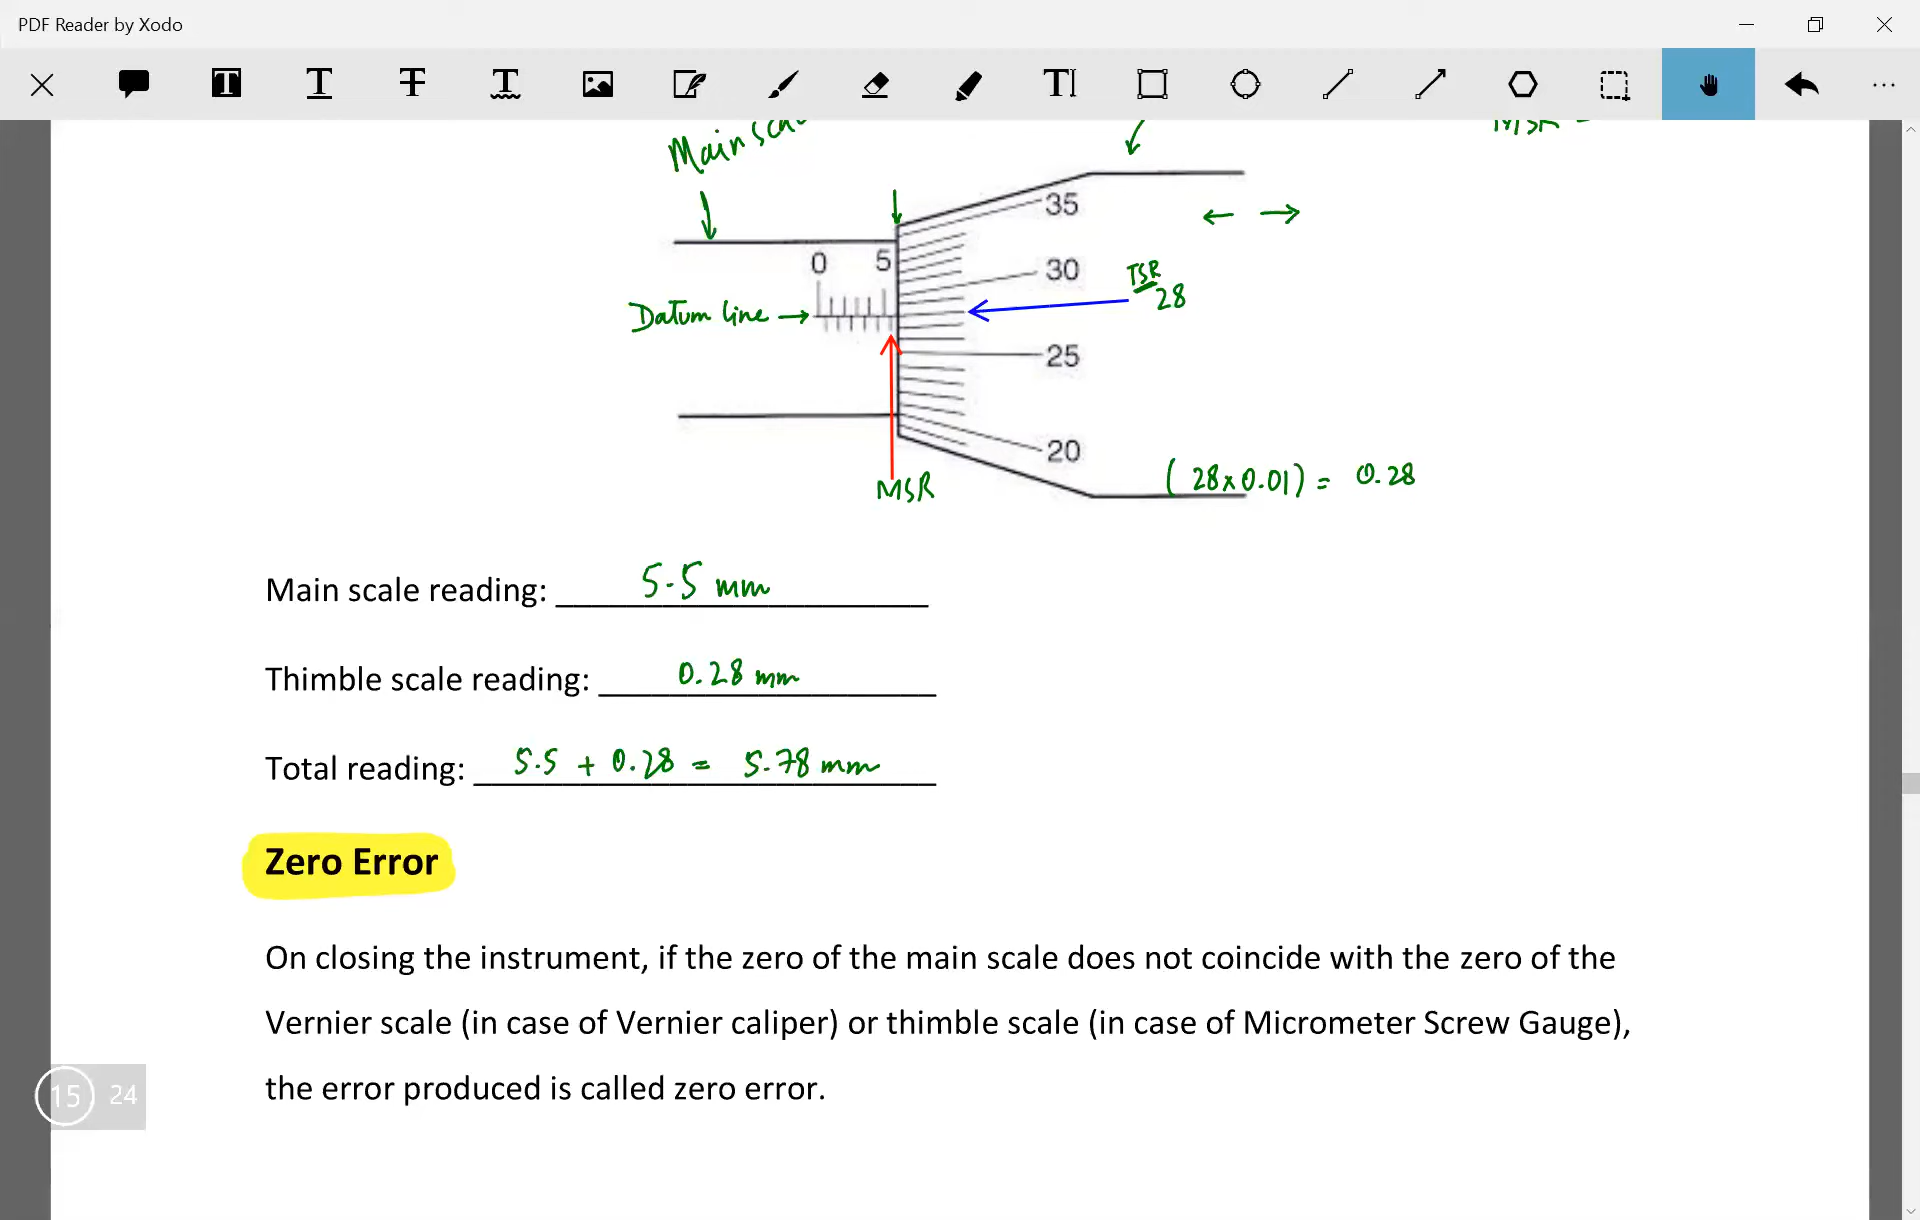 PDF Reader by Xodo
Main sca
MSR =
35
0 5
30
TSR
28
Datum line →
25
20
MSR
(28×0.01) = 0.28
Main scale reading: 5.5 mm
Thimble scale reading: 0.28 mm
Total reading: 5.5 + 0.28 = 5.78 mm
Zero Error
On closing the instrument, if the zero of the main scale does not coincide with the zero of the
Vernier scale (in case of Vernier caliper) or thimble scale (in case of Micrometer Screw Gauge),
the error produced is called zero error.
15 24